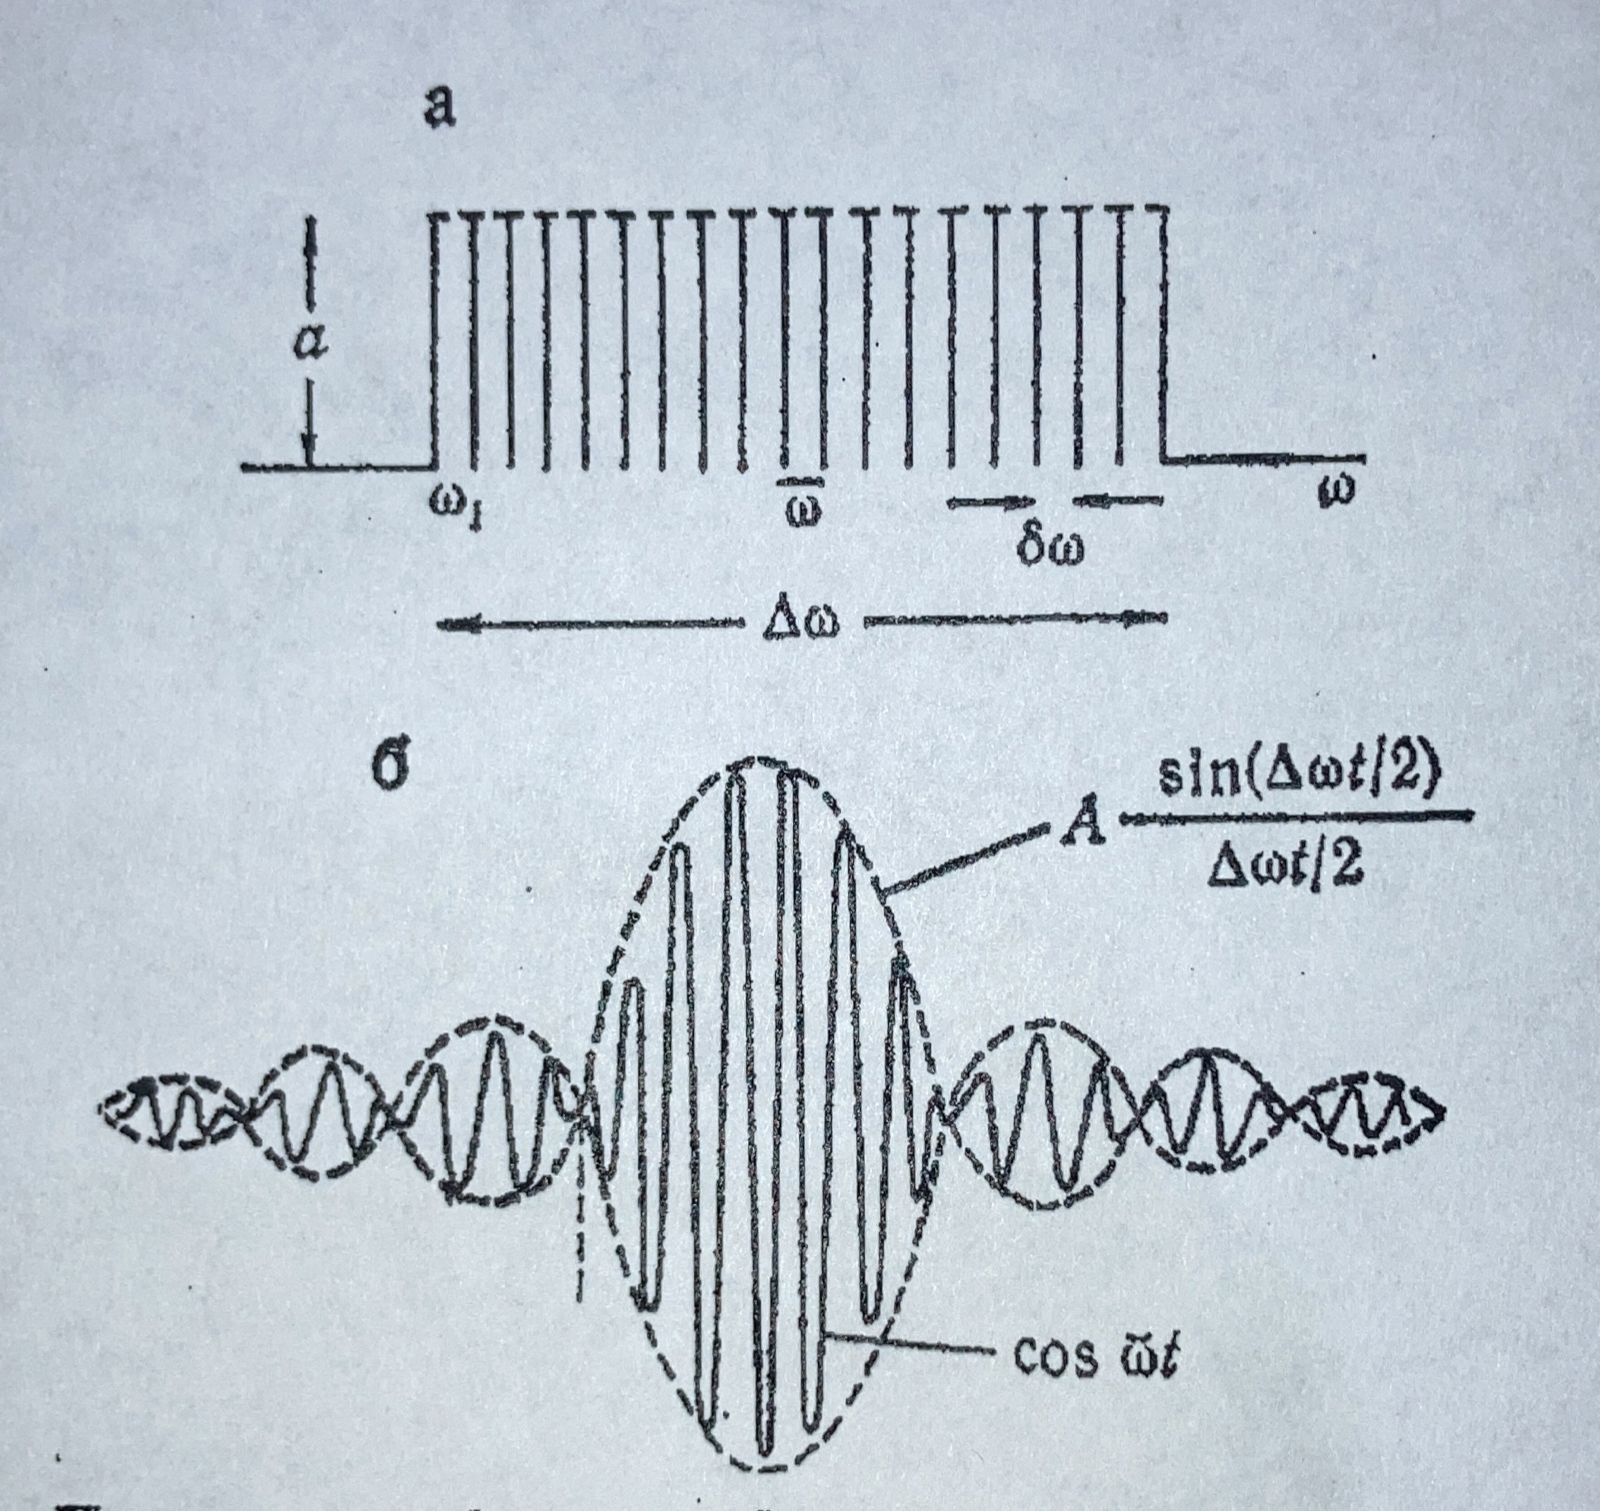 а
a
ω₁
ω̅
ω
δω
Δω
б
A sin(Δωt/2)
Δωt/2
cos ω̅t